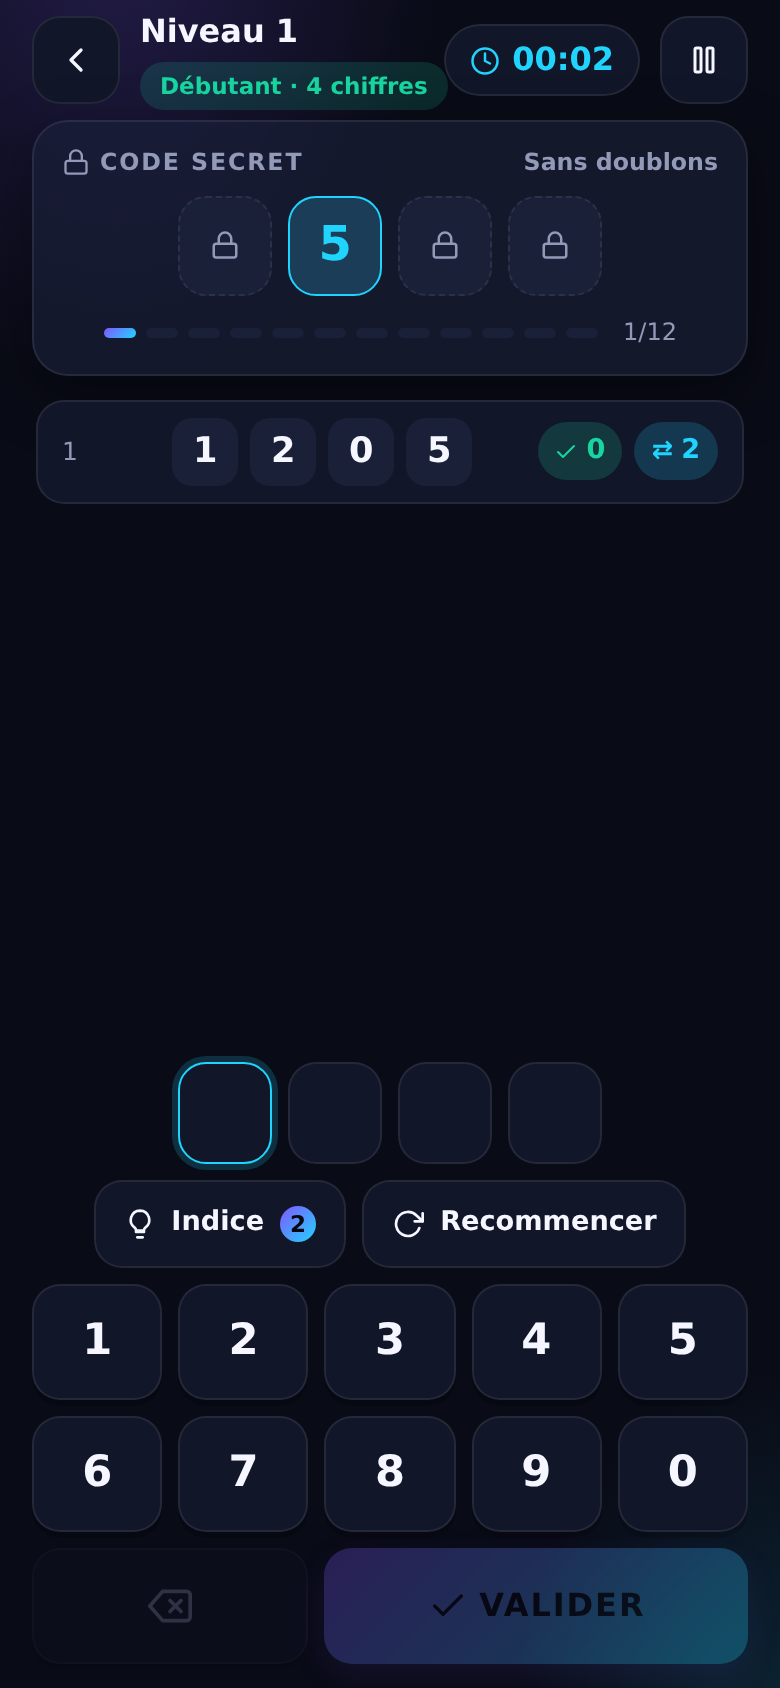 Niveau 1
Débutant · 4 chiffres
00:02
CODE SECRET
Sans doublons
5
1/12
1
1 2 0 5
0
2
Indice 2
Recommencer
1 2 3 4 5
6 7 8 9 0
VALIDER